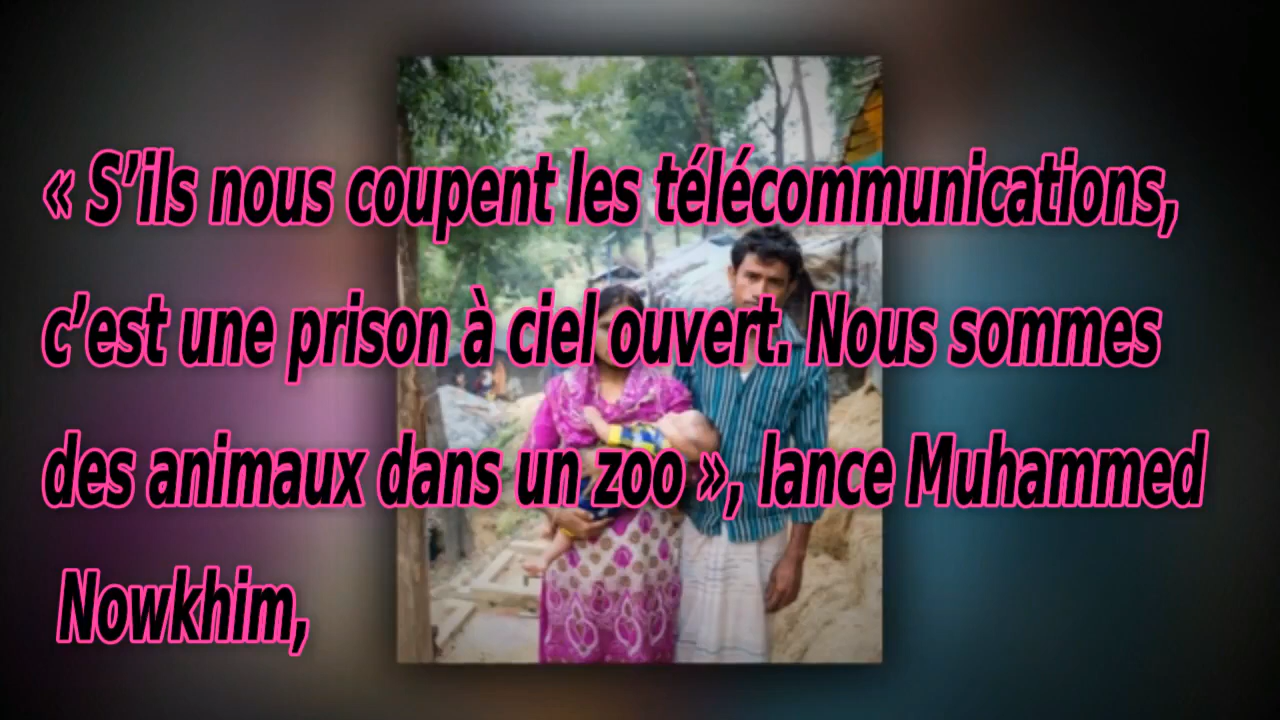 « S’ils nous coupent les télécommunications,
c’est une prison à ciel ouvert. Nous sommes
des animaux dans un zoo », lance Muhammed
Nowkhim,